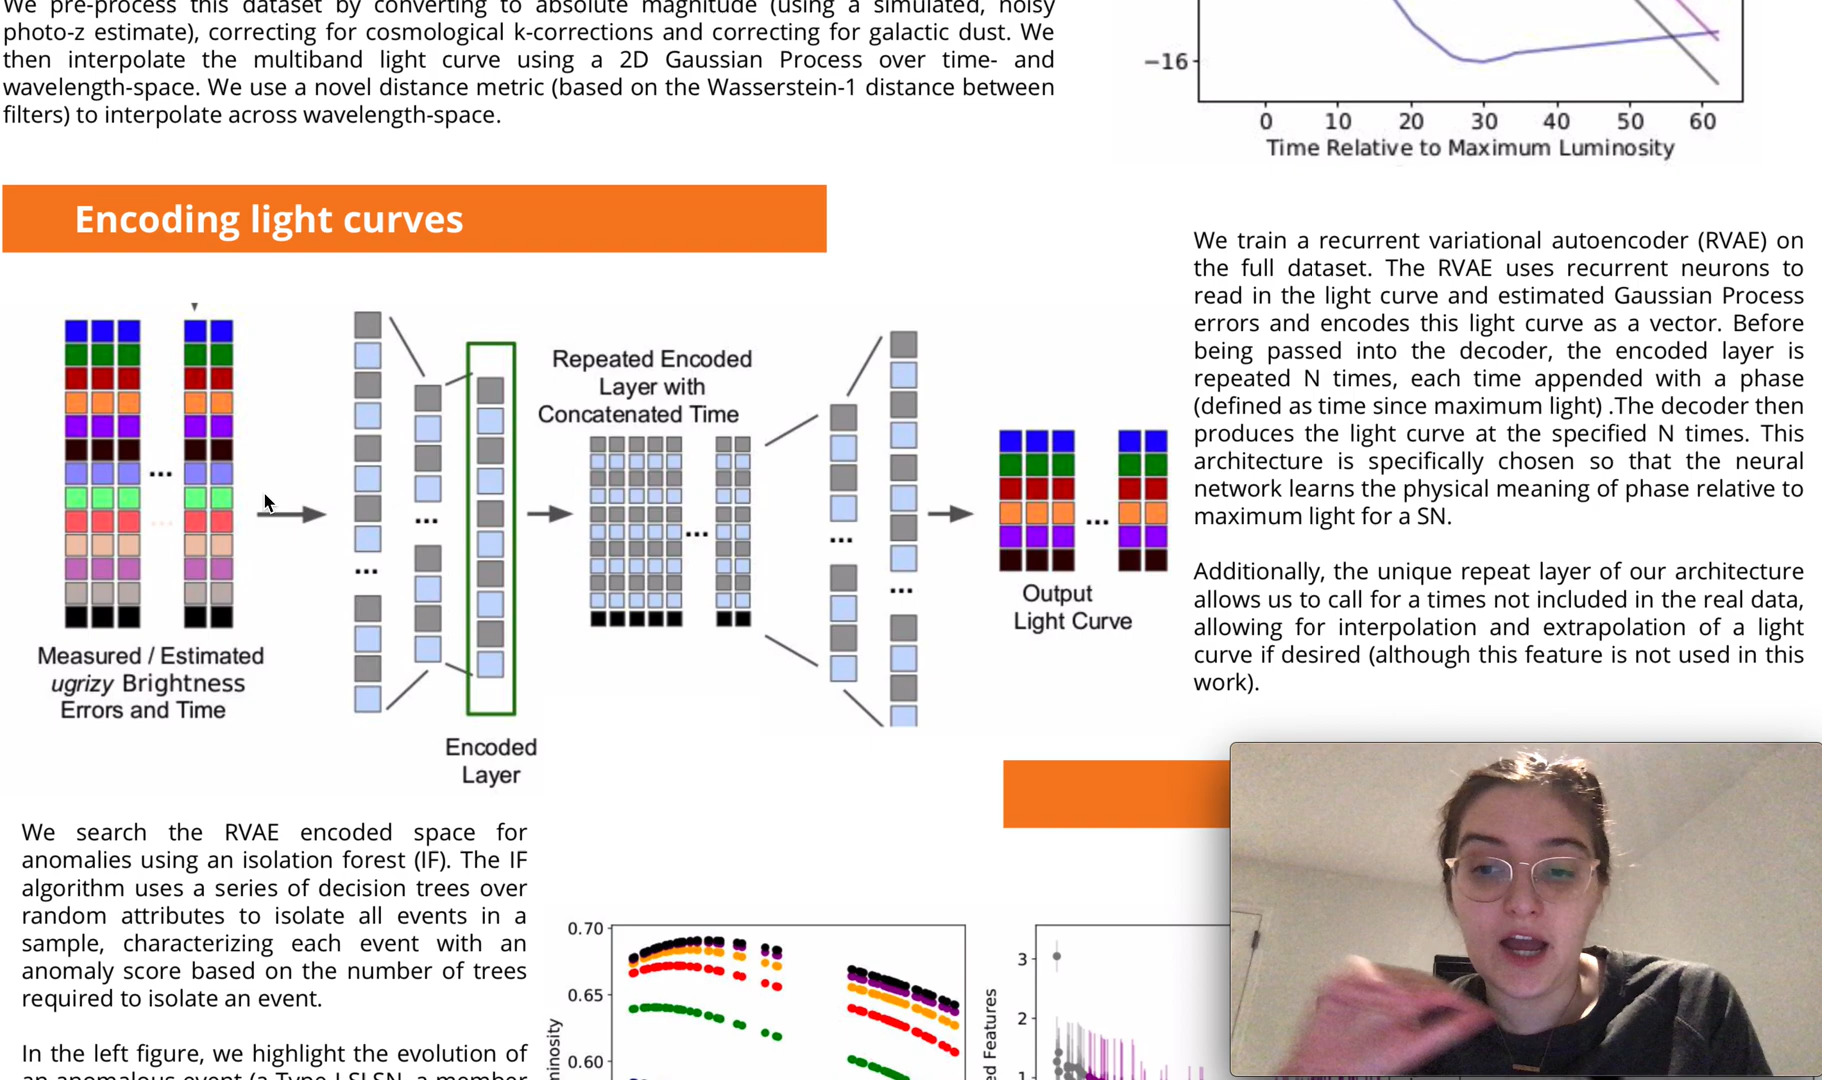 We pre-process this dataset by converting to absolute magnitude (using a simulated, noisy
photo-z estimate), correcting for cosmological k-corrections and correcting for galactic dust. We
then interpolate the multiband light curve using a 2D Gaussian Process over time- and
wavelength-space. We use a novel distance metric (based on the Wasserstein-1 distance between
filters) to interpolate across wavelength-space.
−16
0 10 20 30 40 50 60
Time Relative to Maximum Luminosity
Encoding light curves
Measured / Estimated
ugrizy Brightness
Errors and Time
Encoded
Layer
Repeated Encoded
Layer with
Concatenated Time
Output
Light Curve
We train a recurrent variational autoencoder (RVAE) on
the full dataset. The RVAE uses recurrent neurons to
read in the light curve and estimated Gaussian Process
errors and encodes this light curve as a vector. Before
being passed into the decoder, the encoded layer is
repeated N times, each time appended with a phase
(defined as time since maximum light) .The decoder then
produces the light curve at the specified N times. This
architecture is specifically chosen so that the neural
network learns the physical meaning of phase relative to
maximum light for a SN.
Additionally, the unique repeat layer of our architecture
allows us to call for a times not included in the real data,
allowing for interpolation and extrapolation of a light
curve if desired (although this feature is not used in this
work).
We search the RVAE encoded space for
anomalies using an isolation forest (IF). The IF
algorithm uses a series of decision trees over
random attributes to isolate all events in a
sample, characterizing each event with an
anomaly score based on the number of trees
required to isolate an event.
In the left figure, we highlight the evolution of
an anomalous event (a Type I SLSN, a member
0.70
0.65
0.60
3
2
1
Features